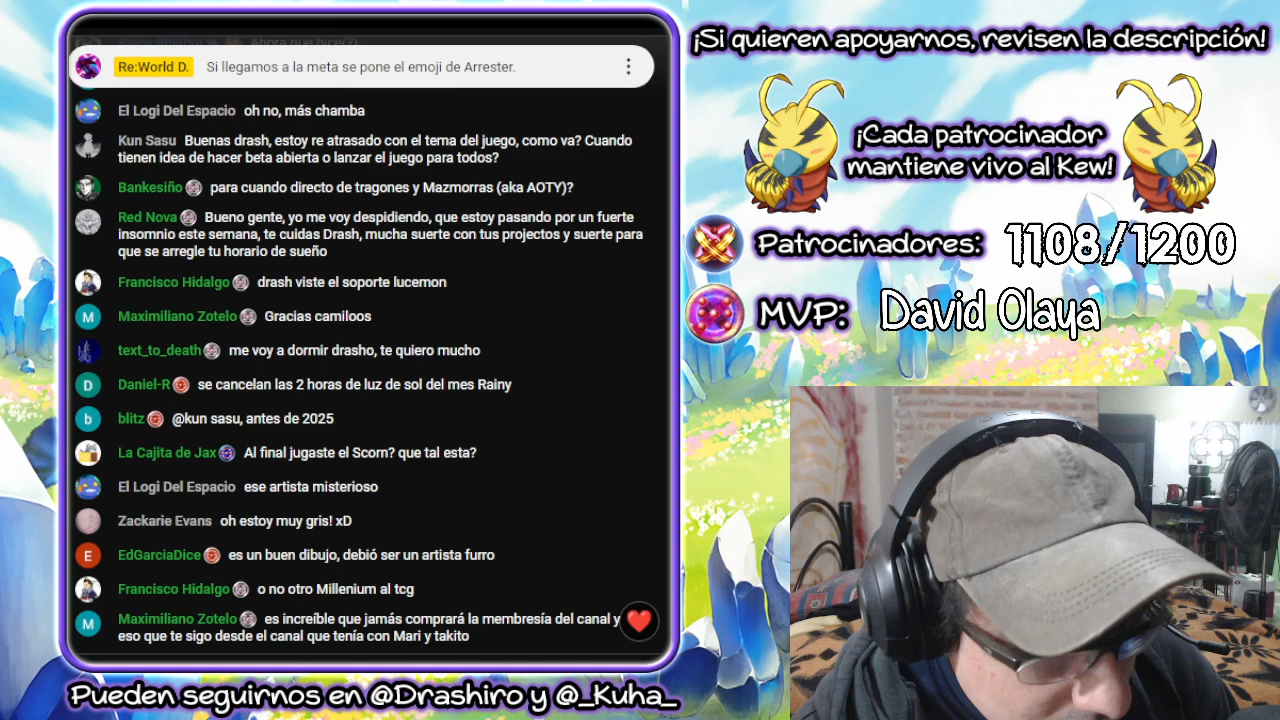 ¡Si quieren apoyarnos, revisen la descripción!
Re:World D. Si llegamos a la meta se pone el emoji de Arrester.
El Logi Del Espacio oh no, más chamba
Kun Sasu Buenas drash, estoy re atrasado con el tema del juego, como va? Cuando
tienen idea de hacer beta abierta o lanzar el juego para todos?
Bankesiño para cuando directo de tragones y Mazmorras (aka AOTY)?
Red Nova Bueno gente, yo me voy despidiendo, que estoy pasando por un fuerte
insomnio este semana, te cuidas Drash, mucha suerte con tus projectos y suerte para
que se arregle tu horario de sueño
Francisco Hidalgo drash viste el soporte lucemon
M Maximiliano Zotelo Gracias camiloos
text_to_death me voy a dormir drasho, te quiero mucho
D Daniel-R se cancelan las 2 horas de luz de sol del mes Rainy
b blitz @kun sasu, antes de 2025
La Cajita de Jax Al final jugaste el Scorn? que tal esta?
El Logi Del Espacio ese artista misterioso
Zackarie Evans oh estoy muy gris! xD
E EdGarciaDice es un buen dibujo, debió ser un artista furro
Francisco Hidalgo o no otro Millenium al tcg
M Maximiliano Zotelo es increíble que jamás comprará la membresía del canal y
eso que te sigo desde el canal que tenía con Mari y takito
¡Cada patrocinador
mantiene vivo al Kew!
Patrocinadores: 1108/1200
MVP: David Olaya
Pueden seguirnos en @Drashiro y @_Kuha_